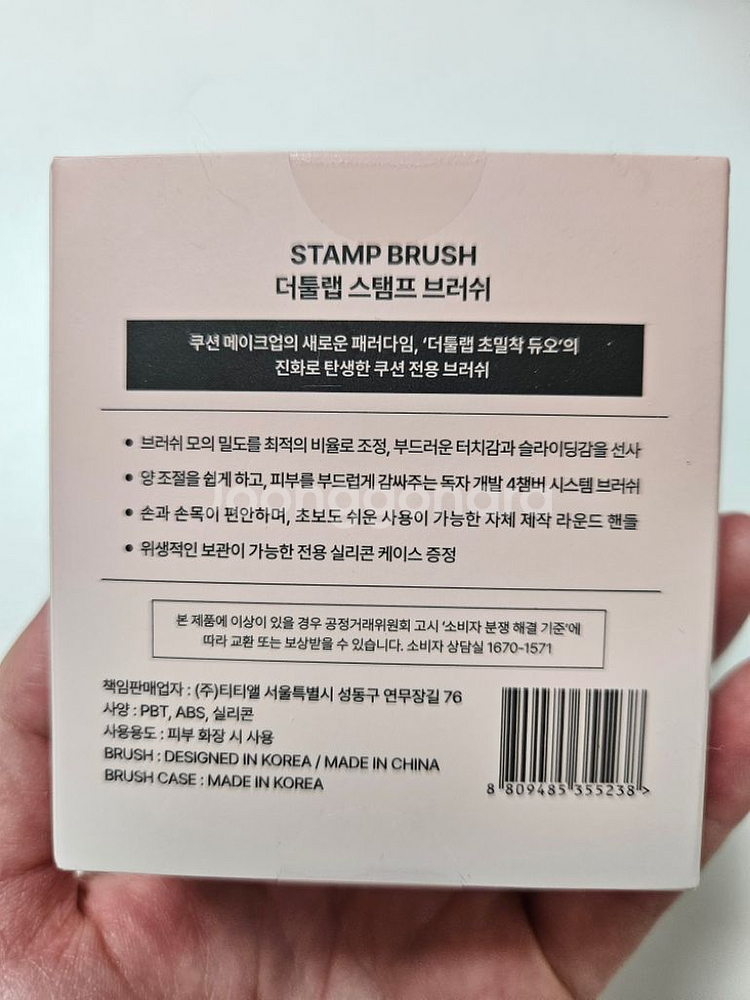 STAMP BRUSH
더툴랩 스탬프 브러쉬
쿠션 메이크업의 새로운 패러다임, '더툴랩 초밀착 듀오'의
진화로 탄생한 쿠션 전용 브러쉬
• 브러쉬 모의 밀도를 최적의 비율로 조정, 부드러운 터치감과 슬라이딩감을 선사
• 양 조절을 쉽게 하고, 피부를 부드럽게 감싸주는 독자 개발 4챔버 시스템 브러쉬
joonggonara
• 손과 손목이 편안하며, 초보도 쉬운 사용이 가능한 자체 제작 라운드 핸들
• 위생적인 보관이 가능한 전용 실리콘 케이스 증정
본 제품에 이상이 있을 경우 공정거래위원회 고시 '소비자 분쟁 해결 기준'에
따라 교환 또는 보상받을 수 있습니다. 소비자 상담실 1670-1571
책임판매업자 : (주)티티앨 서울특별시 성동구 연무장길 76
사양 : PBT, ABS, 실리콘
사용용도 : 피부 화장 시 사용
BRUSH : DESIGNED IN KOREA / MADE IN CHINA
BRUSH CASE : MADE IN KOREA
8 809485 355238 >